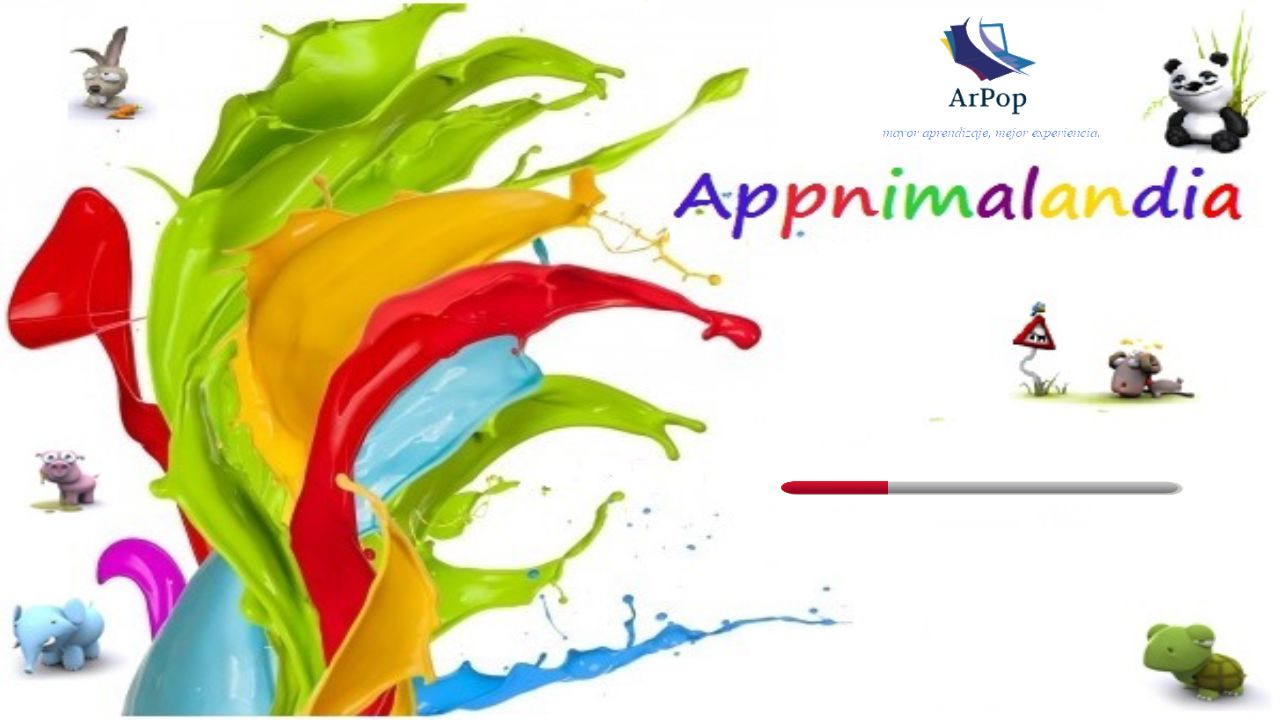 ArPop
mayor aprendizaje, mejor experiencia.
Appnimalandia